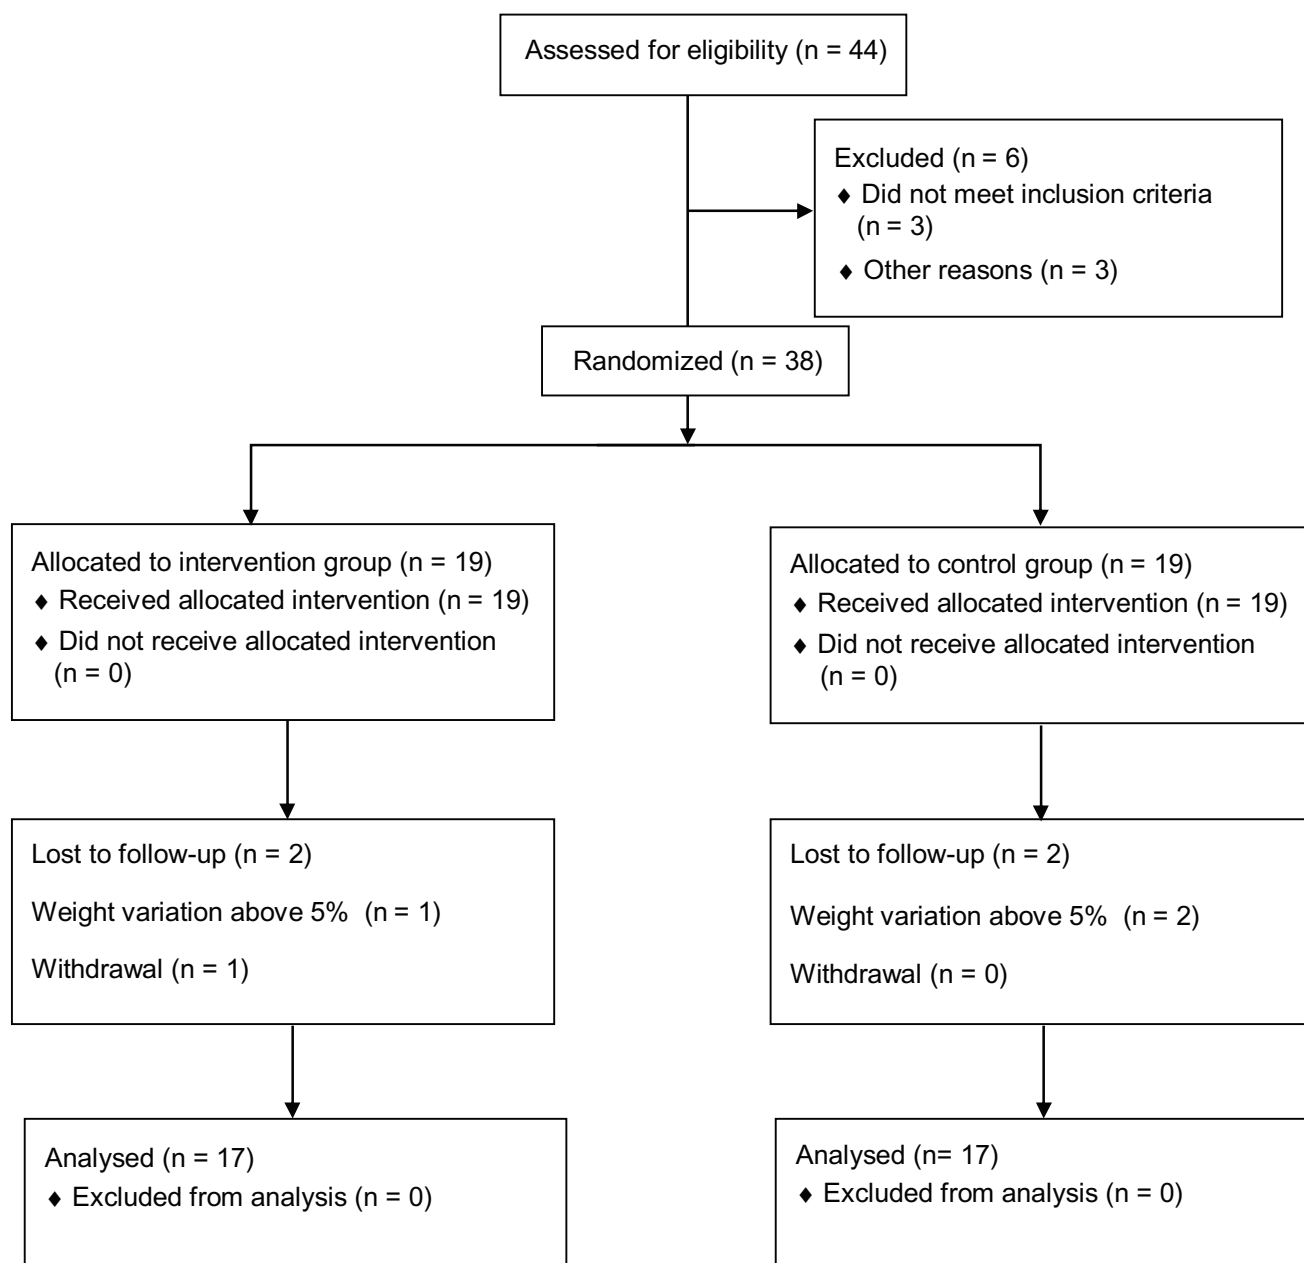 Assessed for eligibility (n = 44)
Excluded (n = 6)
♦ Did not meet inclusion criteria
(n = 3)
♦ Other reasons (n = 3)
Randomized (n = 38)
Allocated to intervention group (n = 19)
♦ Received allocated intervention (n = 19)
♦ Did not receive allocated intervention
(n = 0)
Allocated to control group (n = 19)
♦ Received allocated intervention (n = 19)
♦ Did not receive allocated intervention
(n = 0)
Lost to follow-up (n = 2)
Weight variation above 5% (n = 1)
Withdrawal (n = 1)
Lost to follow-up (n = 2)
Weight variation above 5% (n = 2)
Withdrawal (n = 0)
Analysed (n = 17)
♦ Excluded from analysis (n = 0)
Analysed (n= 17)
♦ Excluded from analysis (n = 0)